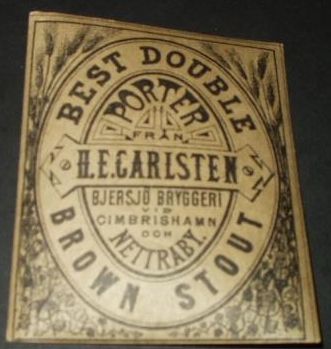 BEST DOUBLE
PORTER
FRÅN
H.E. CARLSTEN
BJERSJÖ BRYGGERI
VID
CIMBRISHAMN
OCH
NETTRABY.
BROWN STOUT